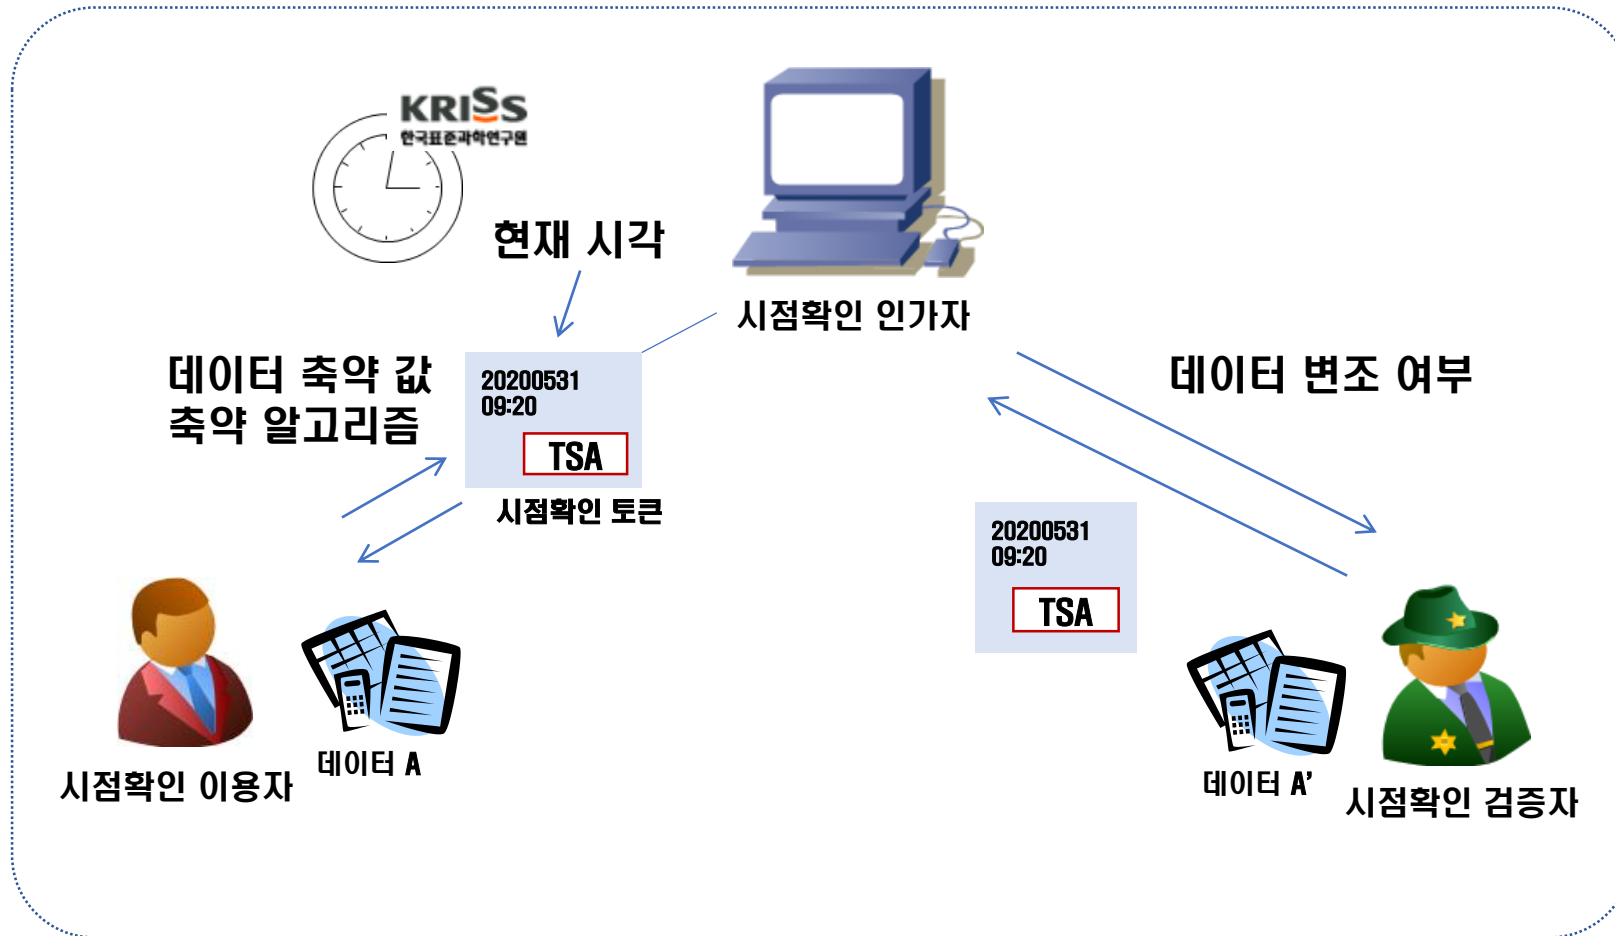 KRISS
한국표준과학연구원
현재 시각
시점확인 인가자
데이터 축약 값
축약 알고리즘
20200531
09:20
TSA
시점확인 토큰
데이터 변조 여부
20200531
09:20
TSA
데이터 A
시점확인 이용자
데이터 A'
시점확인 검증자